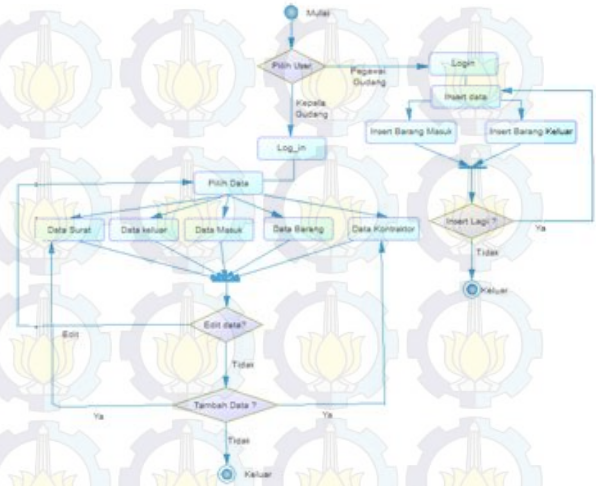 Mulai
Pilih User
Pegawai
Gudang
Login
Insert data
Kepala
Gudang
Insert Barang Masuk
Insert Barang Keluar
Log_in
Pilih Data
Data Surat
Data keluar
Data Masuk
Data Barang
Data Kontraktor
Insert Lagi ?
Ya
Tidak
Keluar
Edit data?
Edit
Tidak
Tambah Data ?
Ya
Ya
Tidak
Keluar